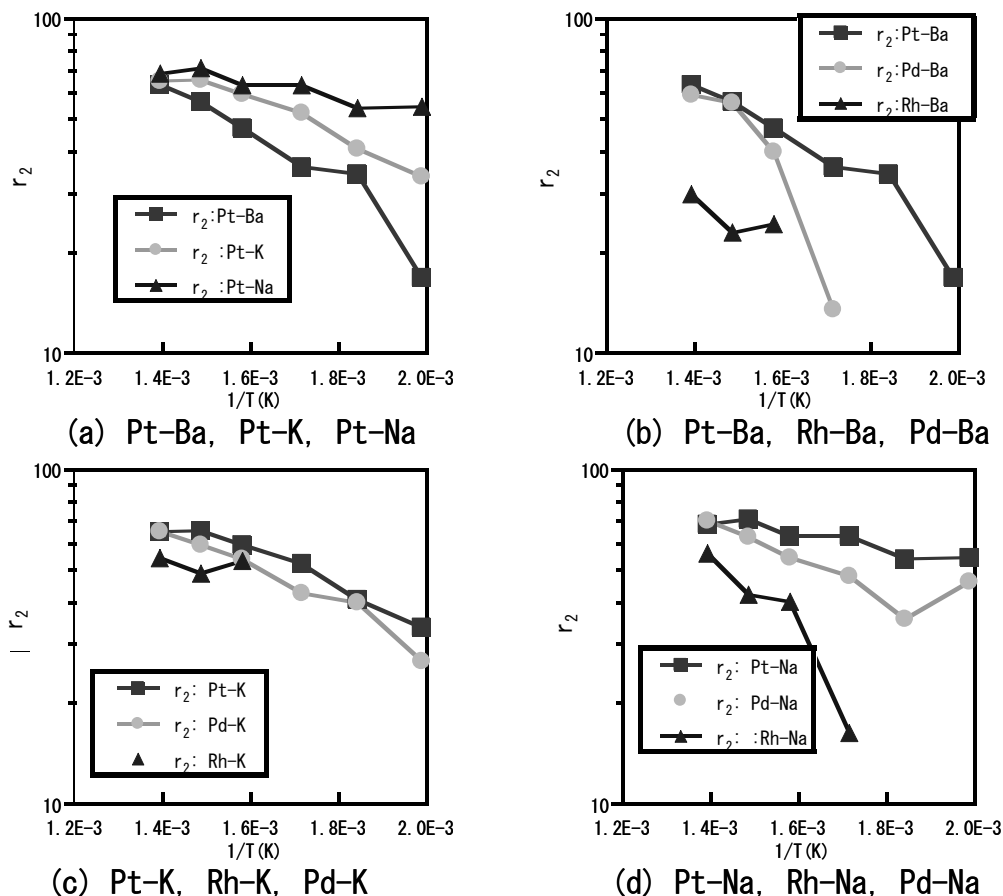 100
r₂
r₂:Pt-Ba
r₂ :Pt-K
r₂ :Pt-Na
10
1.2E-3 1.4E-3 1.6E-3 1.8E-3 2.0E-3
1/T(K)
(a) Pt-Ba, Pt-K, Pt-Na
100
r₂
r₂:Pt-Ba
r₂:Pd-Ba
r₂:Rh-Ba
10
1.2E-3 1.4E-3 1.6E-3 1.8E-3 2.0E-3
1/T(K)
(b) Pt-Ba, Rh-Ba, Pd-Ba
100
r₂
r₂: Pt-K
r₂: Pd-K
r₂: Rh-K
10
1.2E-3 1.4E-3 1.6E-3 1.8E-3 2.0E-3
1/T(K)
(c) Pt-K, Rh-K, Pd-K
100
r₂
r₂: Pt-Na
r₂: Pd-Na
r₂: :Rh-Na
10
1.2E-3 1.4E-3 1.6E-3 1.8E-3 2.0E-3
1/T(K)
(d) Pt-Na, Rh-Na, Pd-Na